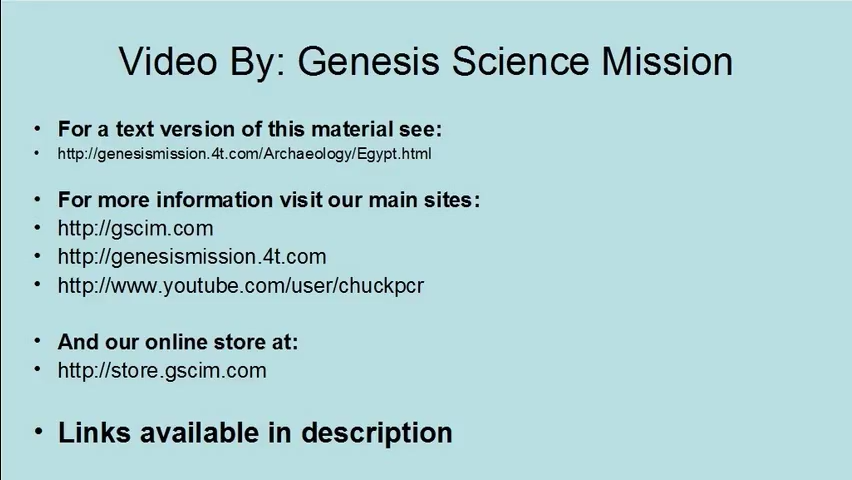 Video By: Genesis Science Mission
• For a text version of this material see:
• http://genesismission.4t.com/Archaeology/Egypt.html
• For more information visit our main sites:
• http://gscim.com
• http://genesismission.4t.com
• http://www.youtube.com/user/chuckpcr
• And our online store at:
• http://store.gscim.com
• Links available in description